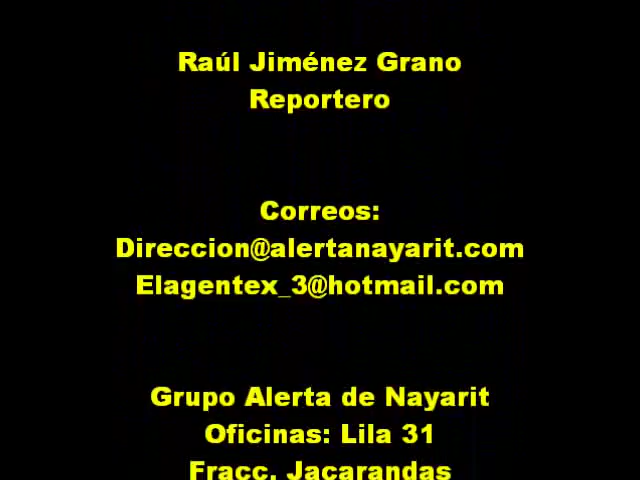 Raúl Jiménez Grano
Reportero
Correos:
Direccion@alertanayarit.com
Elagentex_3@hotmail.com
Grupo Alerta de Nayarit
Oficinas: Lila 31
Fracc. Jacarandas